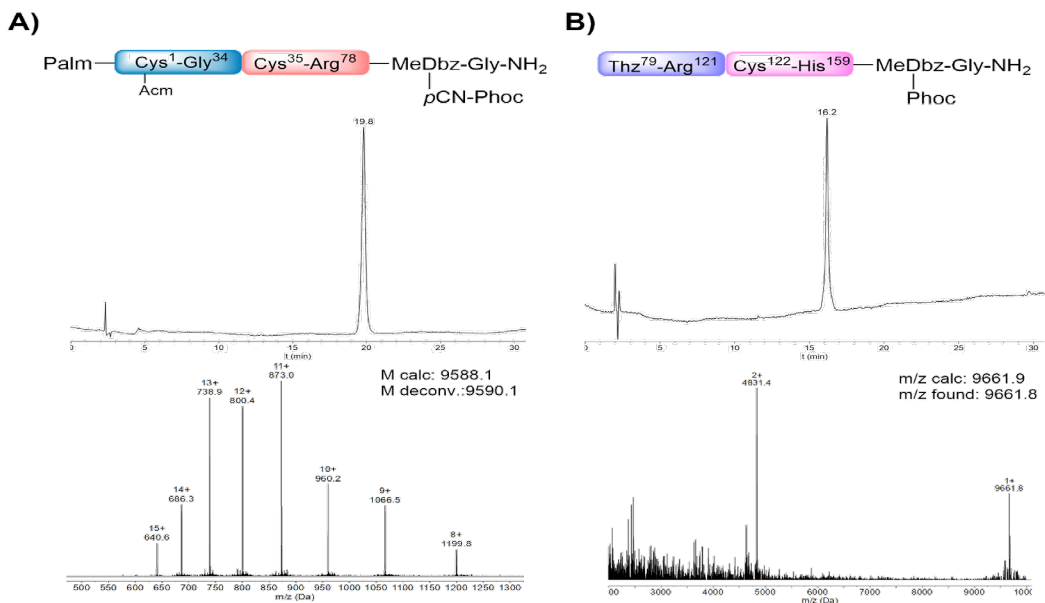 A)
Palm
Cys¹-Gly³⁴
Cys³⁵-Arg⁷⁸
MeDbz-Gly-NH₂
Acm
pCN-Phoc
19.8
0 5 10 15 20 25 30
t (min)
M calc: 9588.1
M deconv.:9590.1
15+
640.6
14+
686.3
13+
738.9
12+
800.4
11+
873.0
10+
960.2
9+
1066.5
8+
1199.8
500 600 650 700 750 800 850 900 950 1000 1050 1100 1150 1200 1250 1300
m/z (Da)
B)
Thz⁷⁹-Arg¹²¹
Cys¹²²-His¹⁵⁹
MeDbz-Gly-NH₂
Phoc
16.2
0 5 10 15 20 25 30
t (min)
m/z calc: 9661.9
m/z found: 9661.8
2+
4831.4
1+
9661.8
00 3000 4000 5000 6000 7000 8000 9000 10000
m/z (Da)